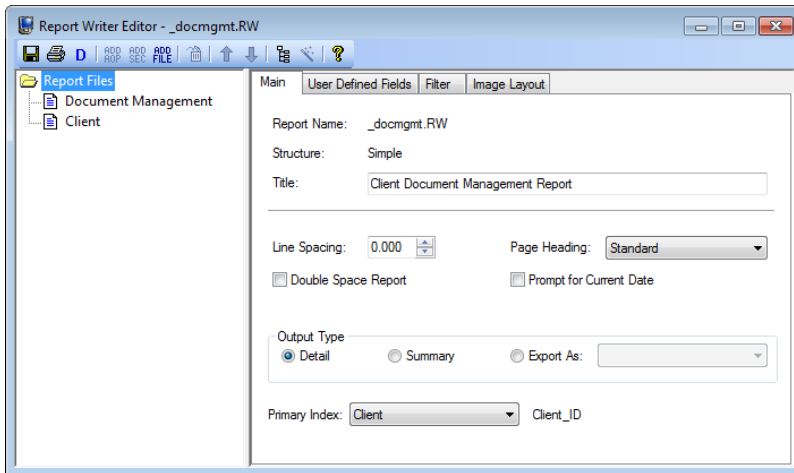 Report Writer Editor - _docmgmt.RW
D ADD AOP ADD SEC ADD FILE ?
Report Files
Document Management
Client
Main User Defined Fields Filter Image Layout
Report Name: _docmgmt.RW
Structure: Simple
Title: Client Document Management Report
Line Spacing: 0.000 Page Heading: Standard
Double Space Report Prompt for Current Date
Output Type
Detail Summary Export As:
Primary Index: Client Client_ID